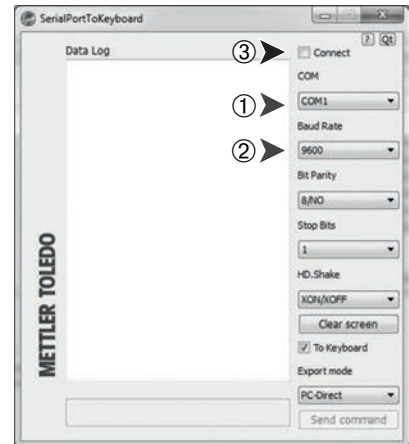 SerialPortToKeyboard
? Qt
Data Log
③ Connect
COM
① COM1
Baud Rate
② 9600
Bit Parity
8/NO
Stop Bits
1
HD.Shake
XON/XOFF
Clear screen
To Keyboard
Export mode
PC-Direct
Send command
METTLER TOLEDO